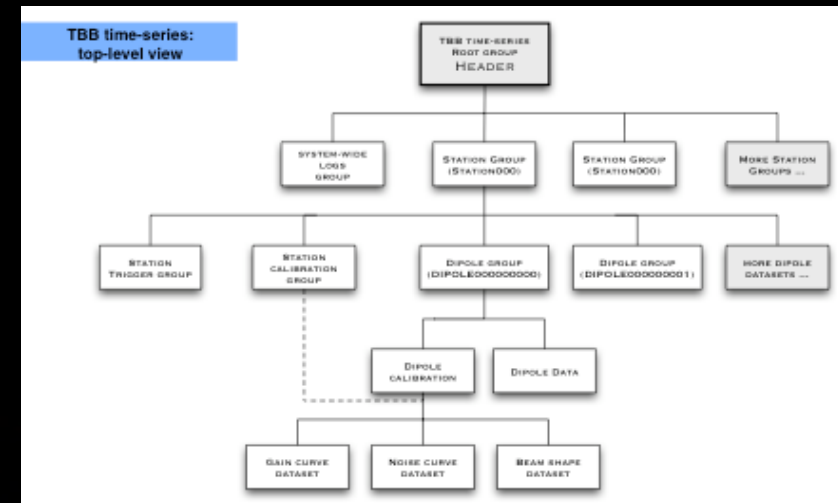 TBB time-series:
top-level view
TBB TIME-SERIES
ROOT GROUP
HEADER
SYSTEM-WIDE
LOGS
GROUP
STATION GROUP
(STATION000)
STATION GROUP
(STATION000)
MORE STATION
GROUPS ...
STATION
TRIGGER GROUP
STATION
CALIBRATION
GROUP
DIPOLE GROUP
(DIPOLE000000000)
DIPOLE GROUP
(DIPOLE000000001)
MORE DIPOLE
DATASETS ...
DIPOLE
CALIBRATION
DIPOLE DATA
GAIN CURVE
DATASET
NOISE CURVE
DATASET
BEAM SHAPE
DATASET